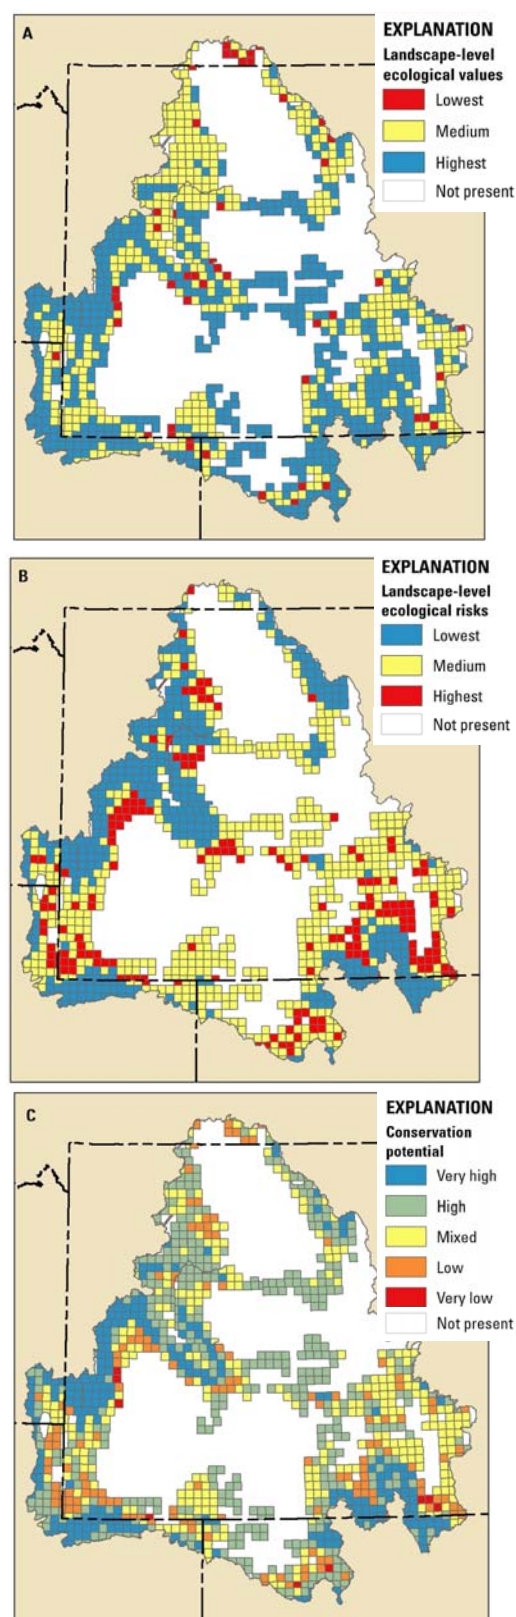 A
EXPLANATION
Landscape-level
ecological values
Lowest
Medium
Highest
Not present
B
EXPLANATION
Landscape-level
ecological risks
Lowest
Medium
Highest
Not present
C
EXPLANATION
Conservation
potential
Very high
High
Mixed
Low
Very low
Not present